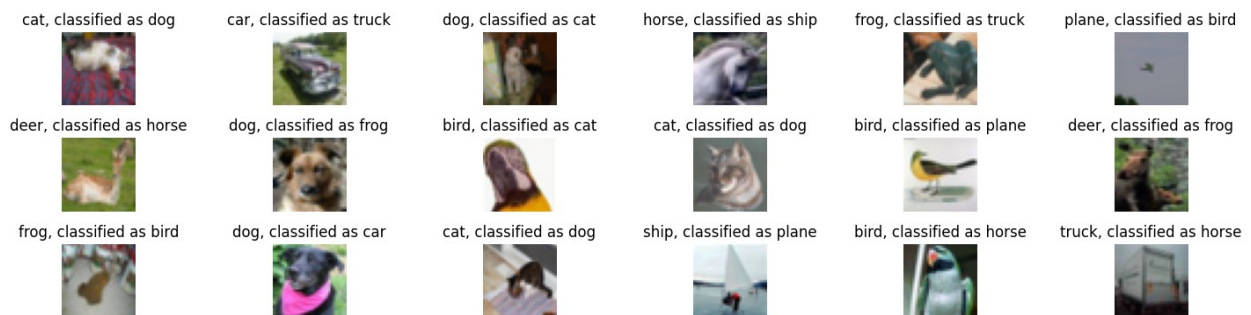 cat, classified as dog
car, classified as truck
dog, classified as cat
horse, classified as ship
frog, classified as truck
plane, classified as bird
deer, classified as horse
dog, classified as frog
bird, classified as cat
cat, classified as dog
bird, classified as plane
deer, classified as frog
frog, classified as bird
dog, classified as car
cat, classified as dog
ship, classified as plane
bird, classified as horse
truck, classified as horse